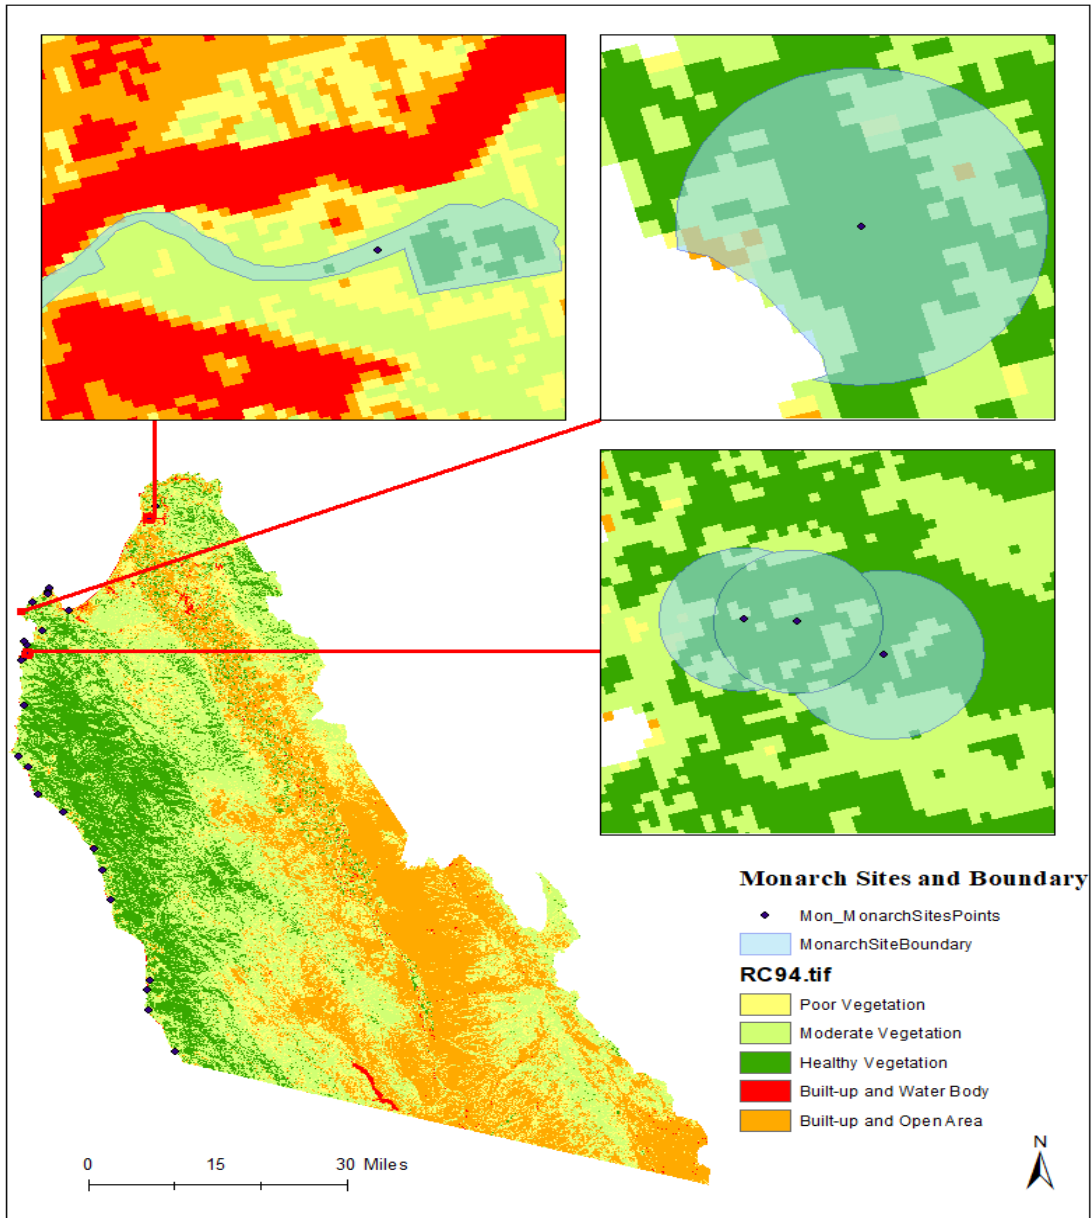 Monarch Sites and Boundary
Mon_MonarchSitesPoints
MonarchSiteBoundary
RC94.tif
Poor Vegetation
Moderate Vegetation
Healthy Vegetation
Built-up and Water Body
Built-up and Open Area
0 15 30 Miles
N